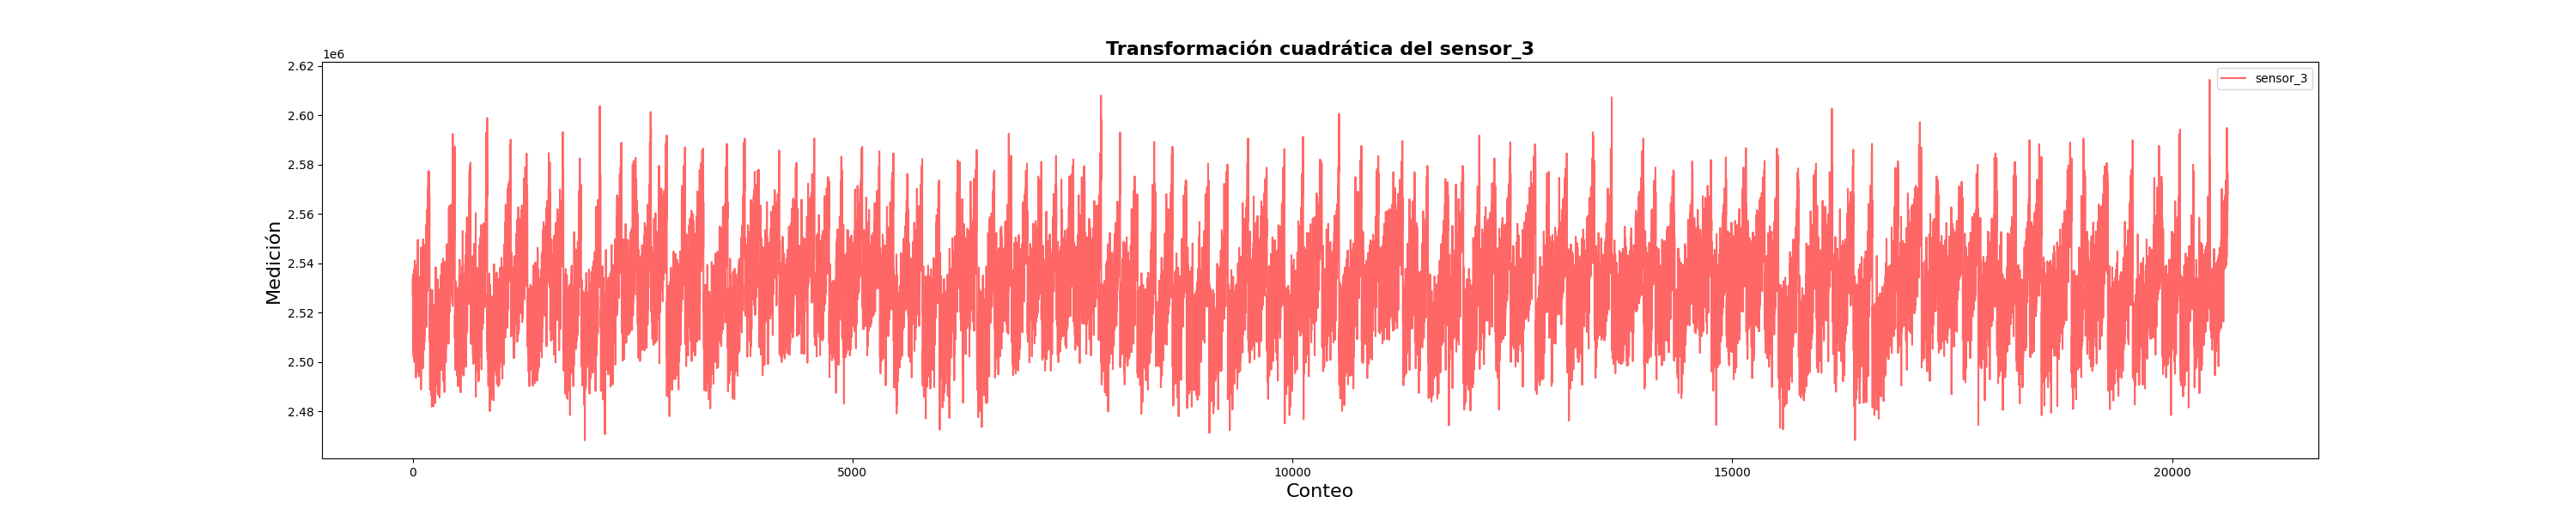 Transformación cuadrática del sensor_3
1e6
sensor_3
2.62
2.60
2.58
2.56
2.54
2.52
2.50
2.48
Medición
0 5000 10000 15000 20000
Conteo